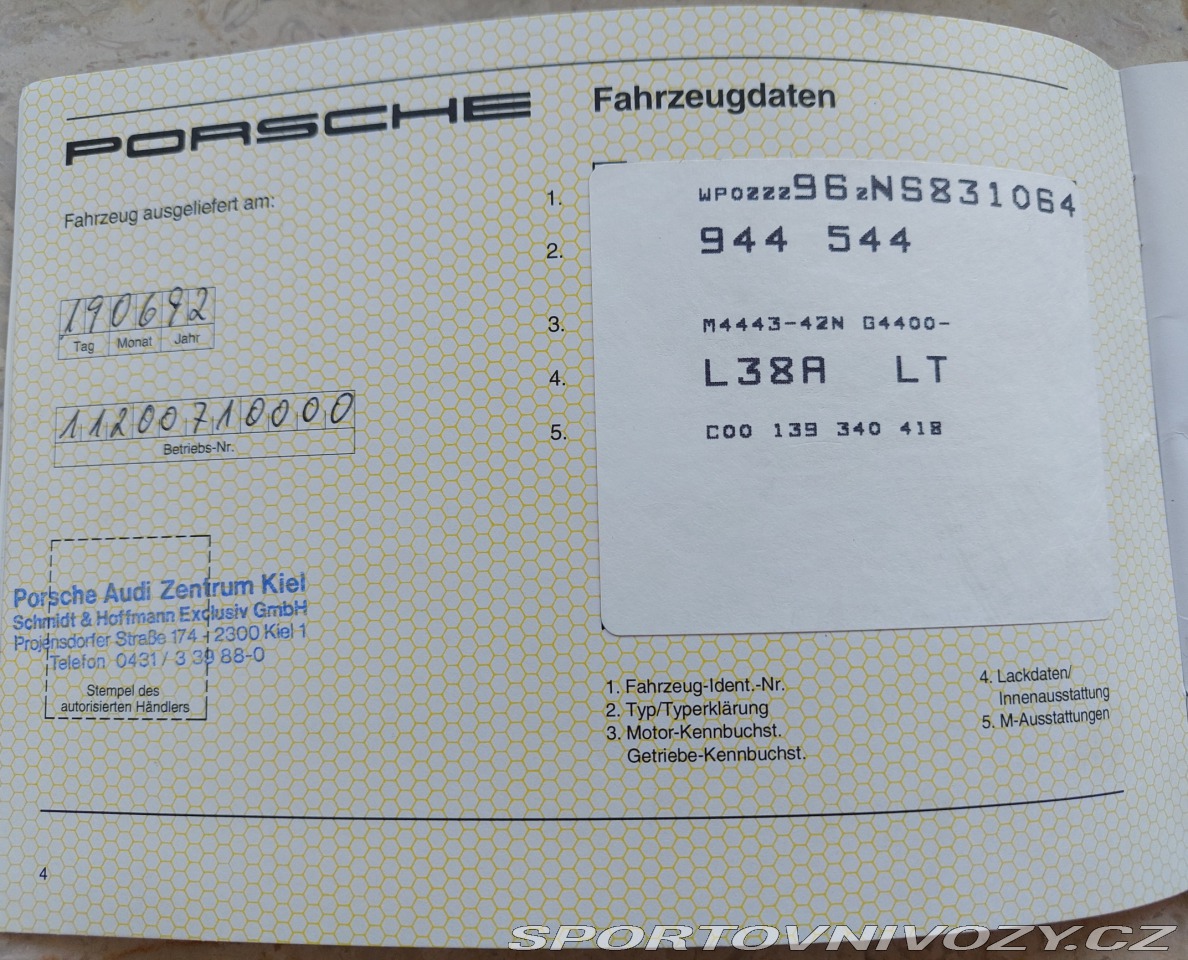 PORSCHE
Fahrzeugdaten
Fahrzeug ausgeliefert am:
190692
Tag Monat Jahr
11200710000
Betriebs-Nr.
Porsche Audi Zentrum Kiel
Schmidt & Hoffmann Exclusiv GmbH
Projensdorfer Straße 174 · 2300 Kiel 1
Telefon 0431 / 3 39 88-0
Stempel des
autorisierten Händlers
1. WPOZZZ96ZNS831064
2. 944 544
3. M4443-42N G4400-
4. L38A LT
5. C00 139 340 418
1. Fahrzeug-Ident.-Nr.
2. Typ/Typerklärung
3. Motor-Kennbuchst.
Getriebe-Kennbuchst.
4. Lackdaten/
Innenausstattung
5. M-Ausstattungen
4
SPORTOVNIVOZY.CZ